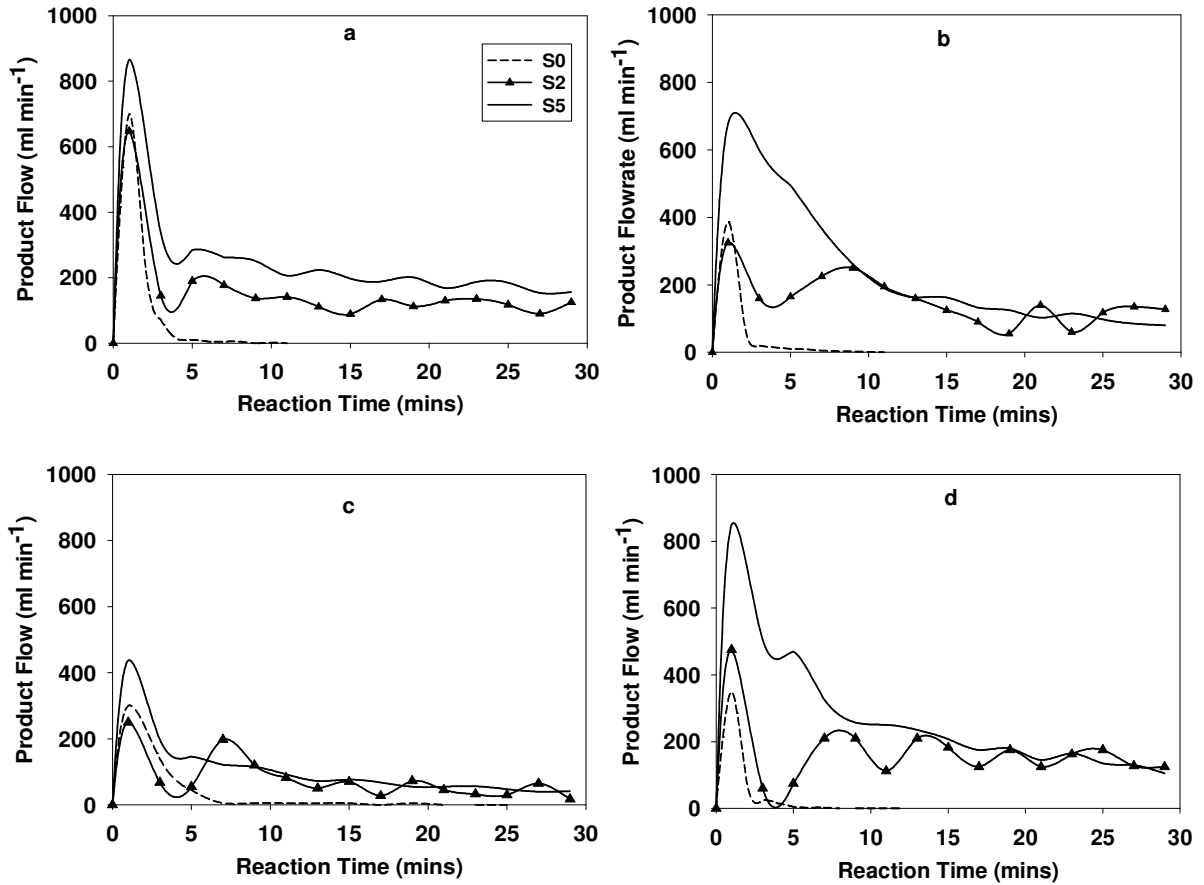 a
1000
800
600
400
200
0
Product Flow (ml min⁻¹)
S0
S2
S5
0 5 10 15 20 25 30
Reaction Time (mins)
b
1000
800
600
400
200
0
Product Flowrate (ml min⁻¹)
0 5 10 15 20 25 30
Reaction Time (mins)
c
1000
800
600
400
200
0
Product Flow (ml min⁻¹)
0 5 10 15 20 25 30
Reaction Time (mins)
d
1000
800
600
400
200
0
Product Flow (ml min⁻¹)
0 5 10 15 20 25 30
Reaction Time (mins)